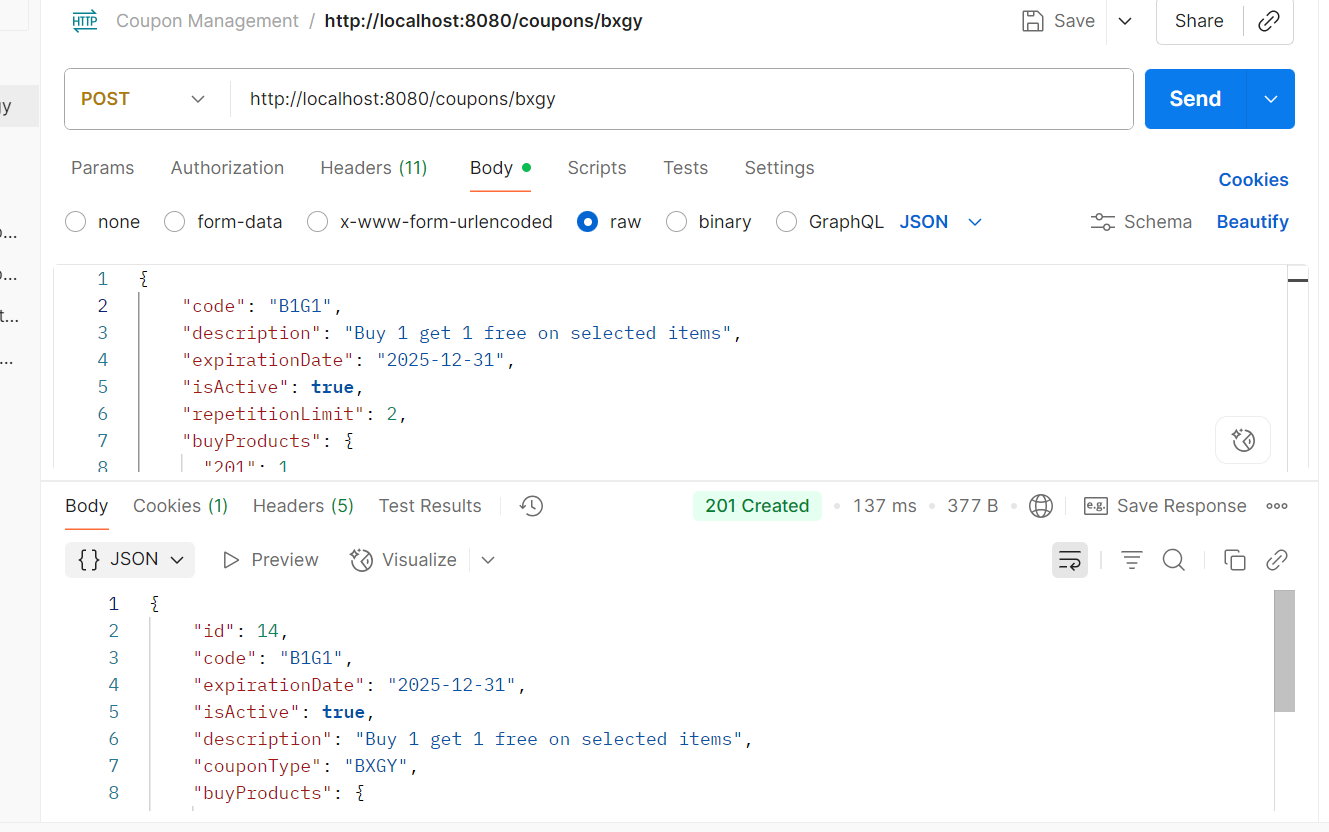 HTTP Coupon Management / http://localhost:8080/coupons/bxgy Save Share
gy
POST http://localhost:8080/coupons/bxgy Send
Params Authorization Headers (11) Body Scripts Tests Settings
Cookies
none form-data x-www-form-urlencoded raw binary GraphQL JSON Schema Beautify
1 {
2 "code": "B1G1",
3 "description": "Buy 1 get 1 free on selected items",
4 "expirationDate": "2025-12-31",
5 "isActive": true,
6 "repetitionLimit": 2,
7 "buyProducts": {
8 "201": 1
Body Cookies (1) Headers (5) Test Results 201 Created • 137 ms • 377 B • e.g. Save Response
{} JSON Preview Visualize
1 {
2 "id": 14,
3 "code": "B1G1",
4 "expirationDate": "2025-12-31",
5 "isActive": true,
6 "description": "Buy 1 get 1 free on selected items",
7 "couponType": "BXGY",
8 "buyProducts": {